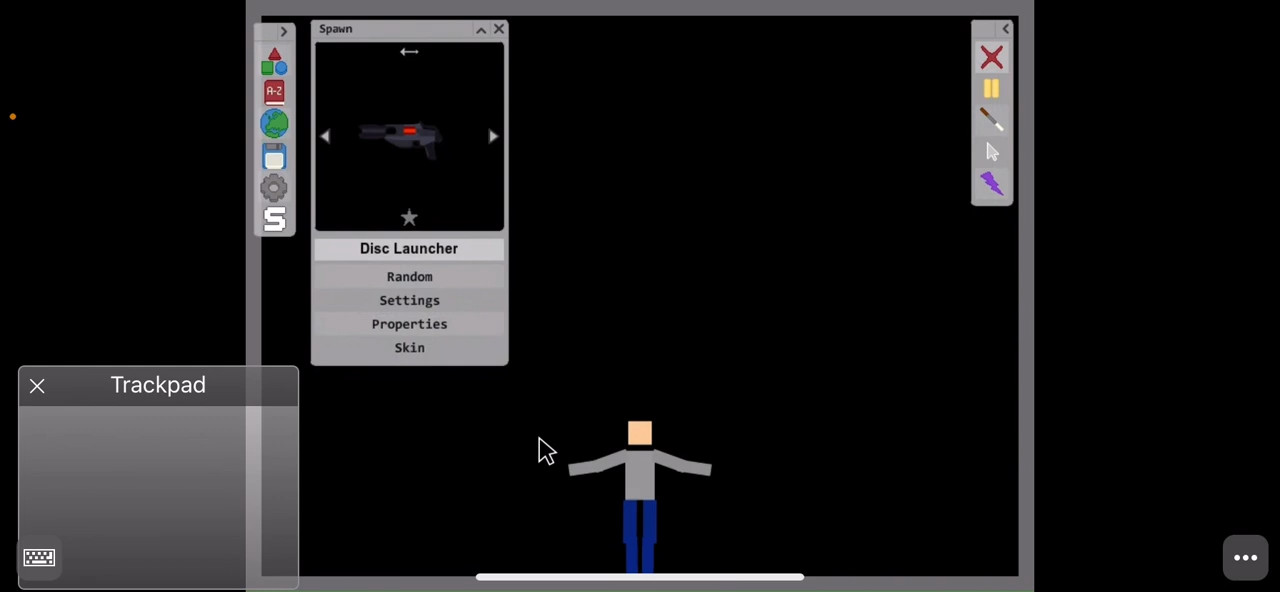 Spawn
A-Z
S
Disc Launcher
Random
Settings
Properties
Skin
Trackpad